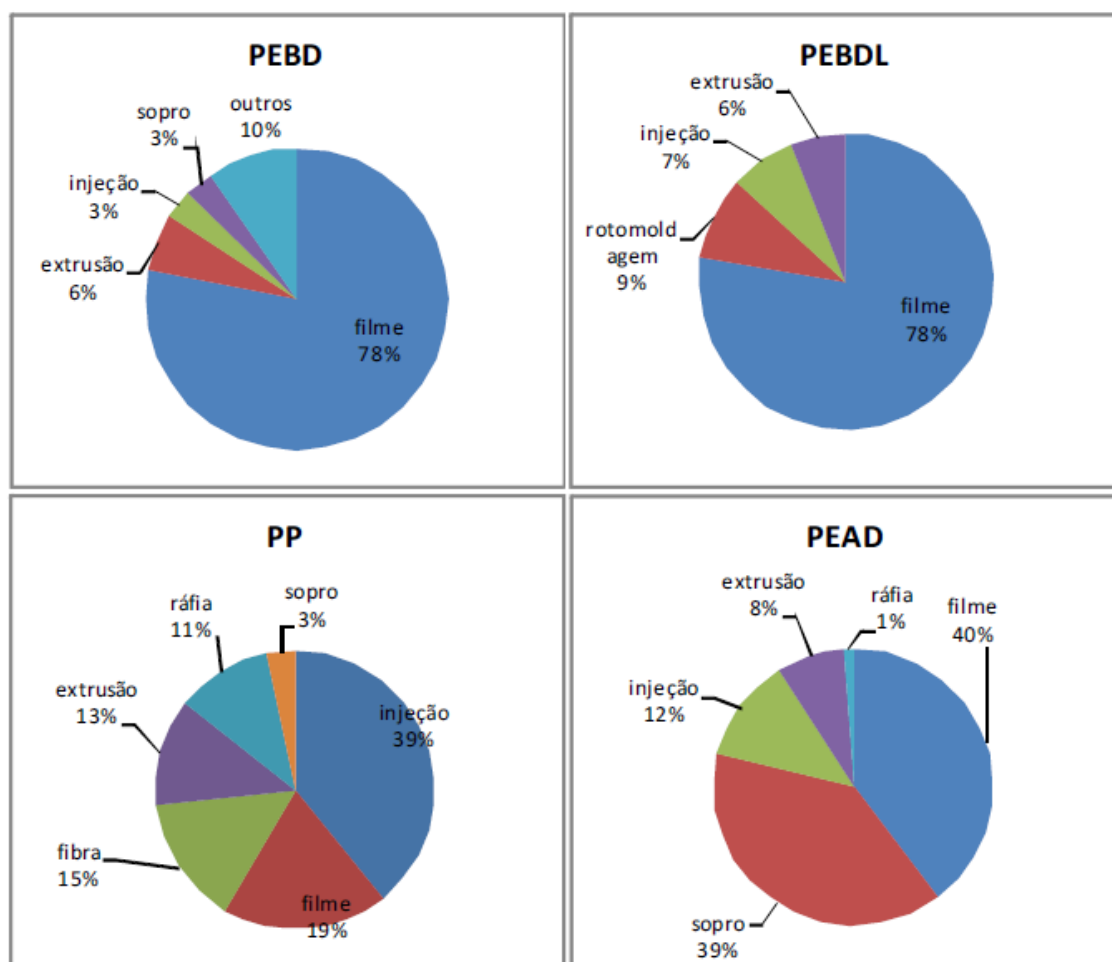 PEBD
outros
10%
sopro
3%
injeção
3%
extrusão
6%
filme
78%
PEBDL
extrusão
6%
injeção
7%
rotomold
agem
9%
filme
78%
PP
sopro
3%
ráfia
11%
extrusão
13%
injeção
39%
fibra
15%
filme
19%
PEAD
extrusão
8%
ráfia
1%
filme
40%
injeção
12%
sopro
39%